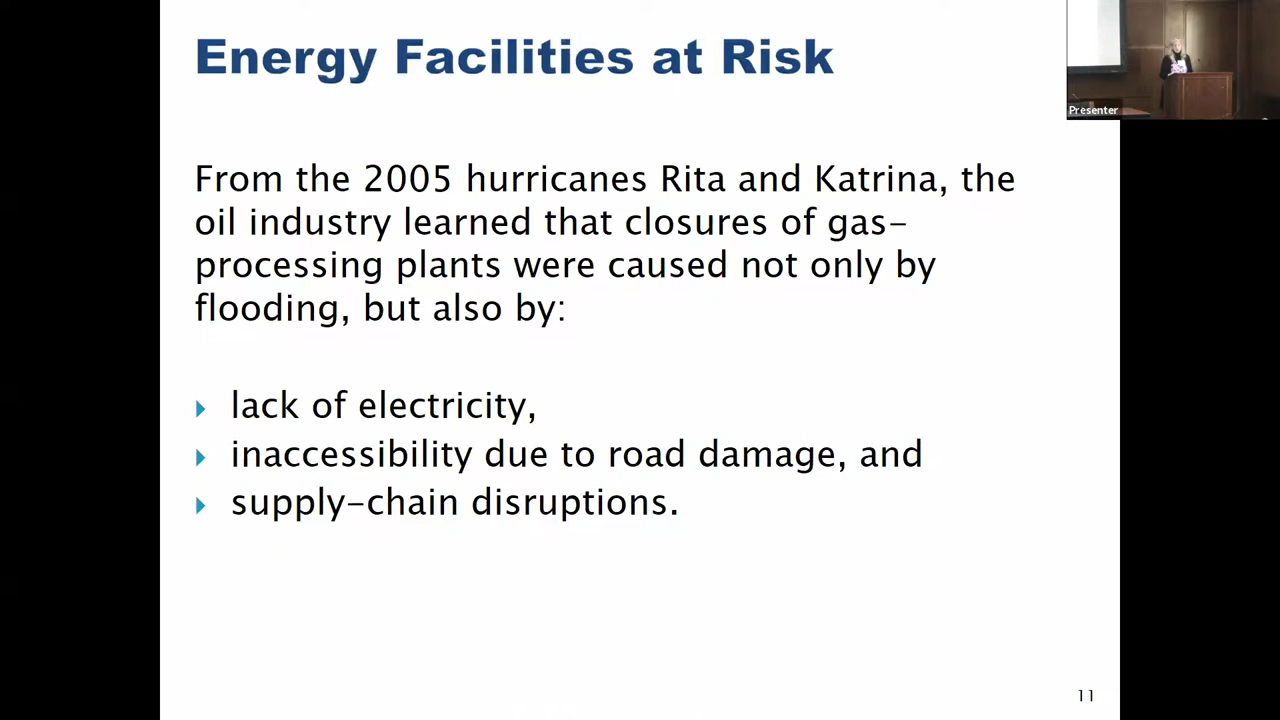 Energy Facilities at Risk
Presenter
From the 2005 hurricanes Rita and Katrina, the
oil industry learned that closures of gas-
processing plants were caused not only by
flooding, but also by:
lack of electricity,
inaccessibility due to road damage, and
supply-chain disruptions.
11